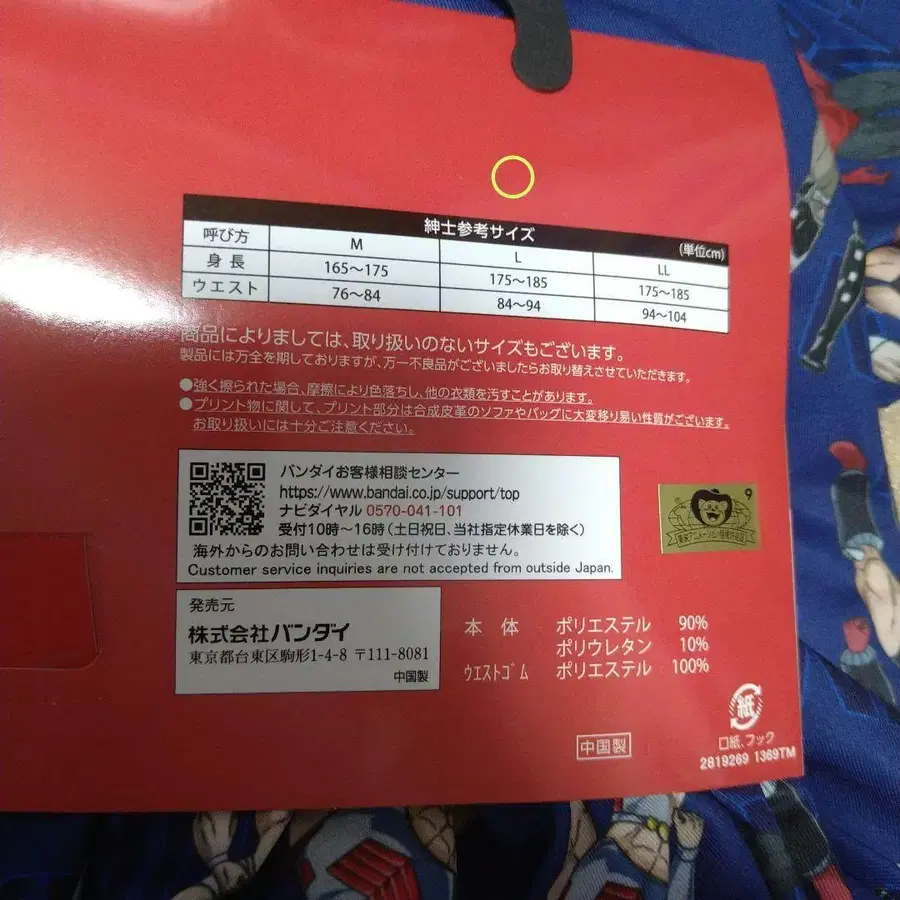 紳士参考サイズ
(単位cm)
呼び方 M L LL
身長 165〜175 175〜185 175〜185
ウエスト 76〜84 84〜94 94〜104
商品によりましては、取り扱いのないサイズもございます。
製品には万全を期しておりますが、万一不良品がございましたらお取り替えさせていただきます。
●強く擦られた場合、摩擦により色落ちし、他の衣類を汚すことがあります。
●プリント物に関して、プリント部分は合成皮革のソファやバッグに大変移り易い性質がございます。
お取り扱いには十分ご注意ください。
バンダイお客様相談センター
https://www.bandai.co.jp/support/top
ナビダイヤル 0570-041-101
受付10時〜16時(土日祝日、当社指定休業日を除く)
海外からのお問い合わせは受け付けておりません。
Customer service inquiries are not accepted from outside Japan.
9
発売元
株式会社バンダイ
東京都台東区駒形1-4-8 〒111-8081
中国製
本体 ポリエステル 90%
ポリウレタン 10%
ウエストゴム ポリエステル 100%
中国製
紙
口紙、フック
2819269 1369TM